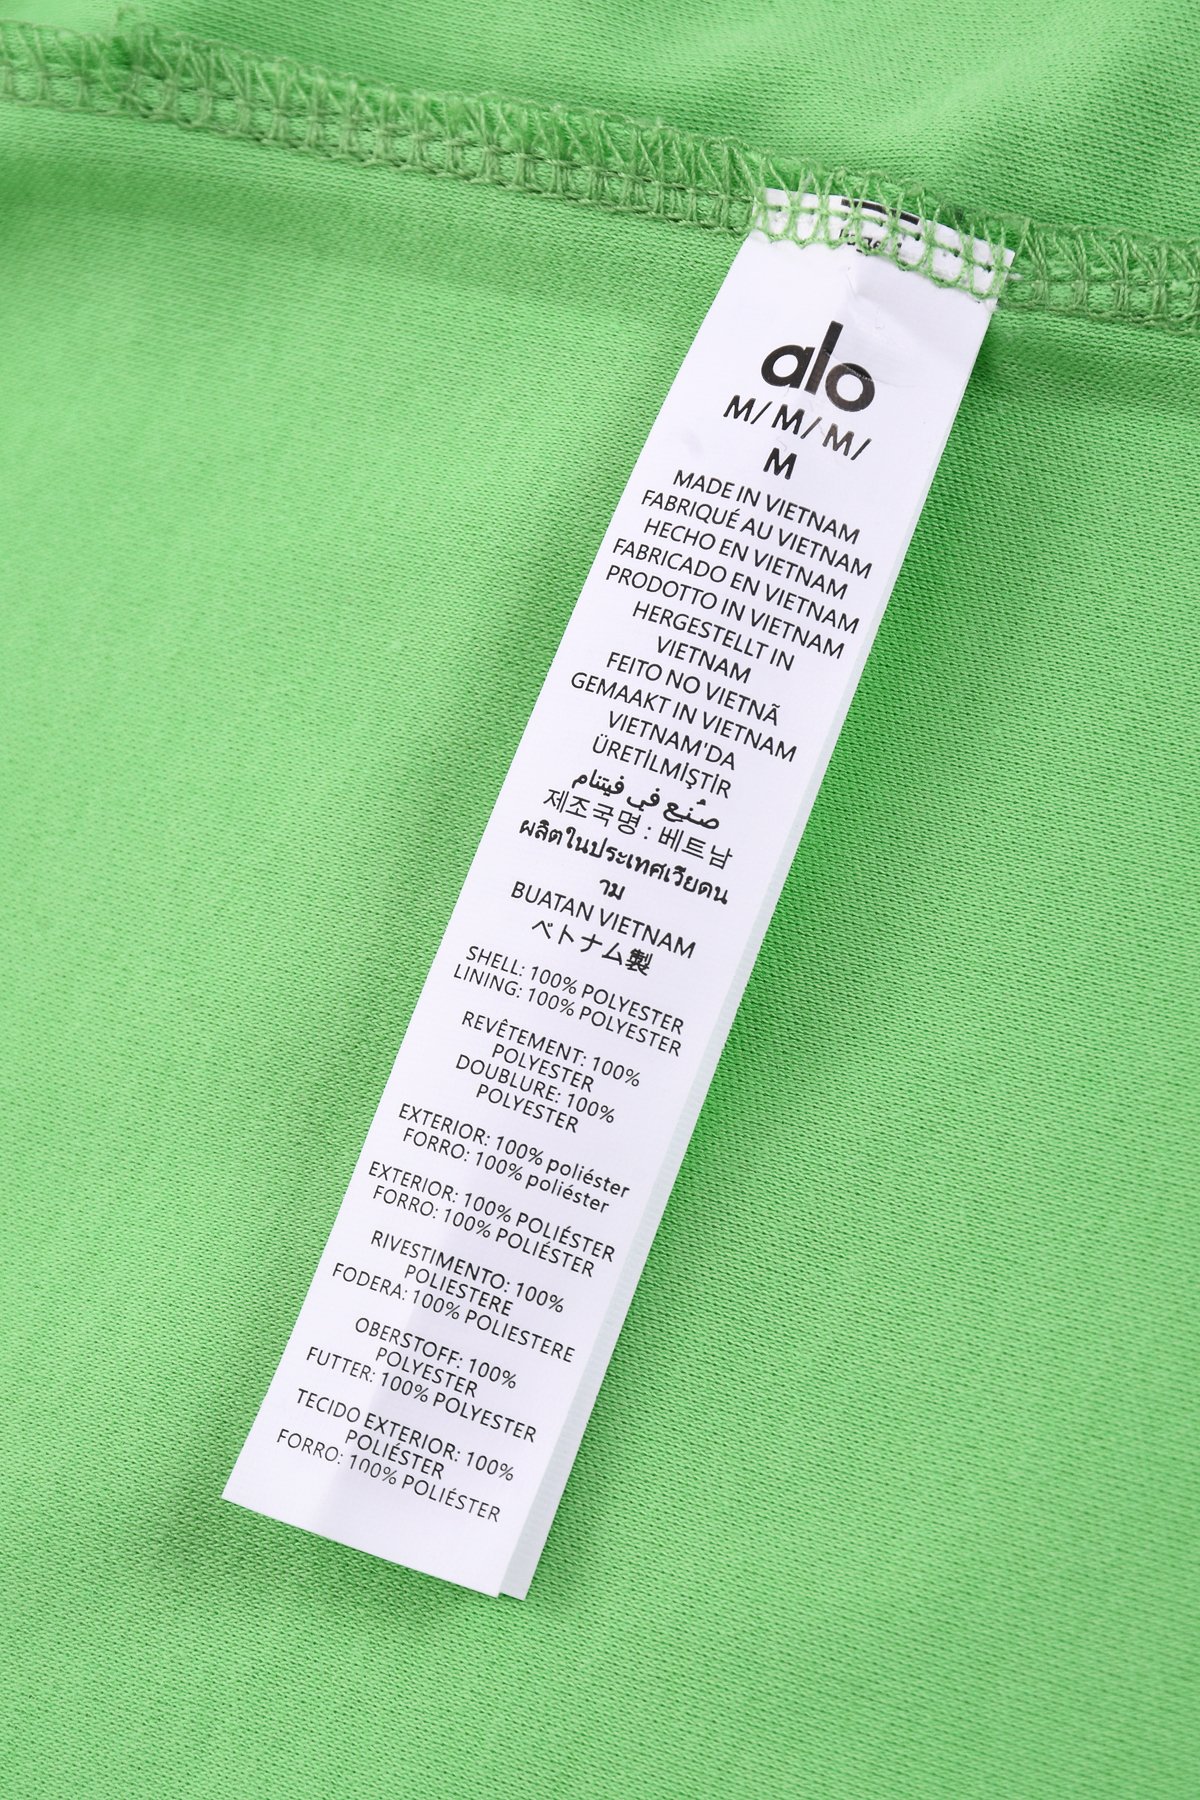 alo
M/ M/ M/
M
MADE IN VIETNAM
FABRIQUÉ AU VIETNAM
HECHO EN VIETNAM
FABRICADO EN VIETNAM
PRODOTTO IN VIETNAM
HERGESTELLT IN
VIETNAM
FEITO NO VIETNÃ
GEMAAKT IN VIETNAM
VIETNAM'DA
ÜRETİLMİŞTİR
صُنِع في فيتنام
제조국명 : 베트남
ผลิตในประเทศเวียดน
าม
BUATAN VIETNAM
ベトナム製
SHELL: 100% POLYESTER
LINING: 100% POLYESTER
REVÊTEMENT: 100%
POLYESTER
DOUBLURE: 100%
POLYESTER
EXTERIOR: 100% poliéster
FORRO: 100% poliéster
EXTERIOR: 100% POLIÉSTER
FORRO: 100% POLIÉSTER
RIVESTIMENTO: 100%
POLIESTERE
FODERA: 100% POLIESTERE
OBERSTOFF: 100%
POLYESTER
FUTTER: 100% POLYESTER
TECIDO EXTERIOR: 100%
POLIÉSTER
FORRO: 100% POLIÉSTER